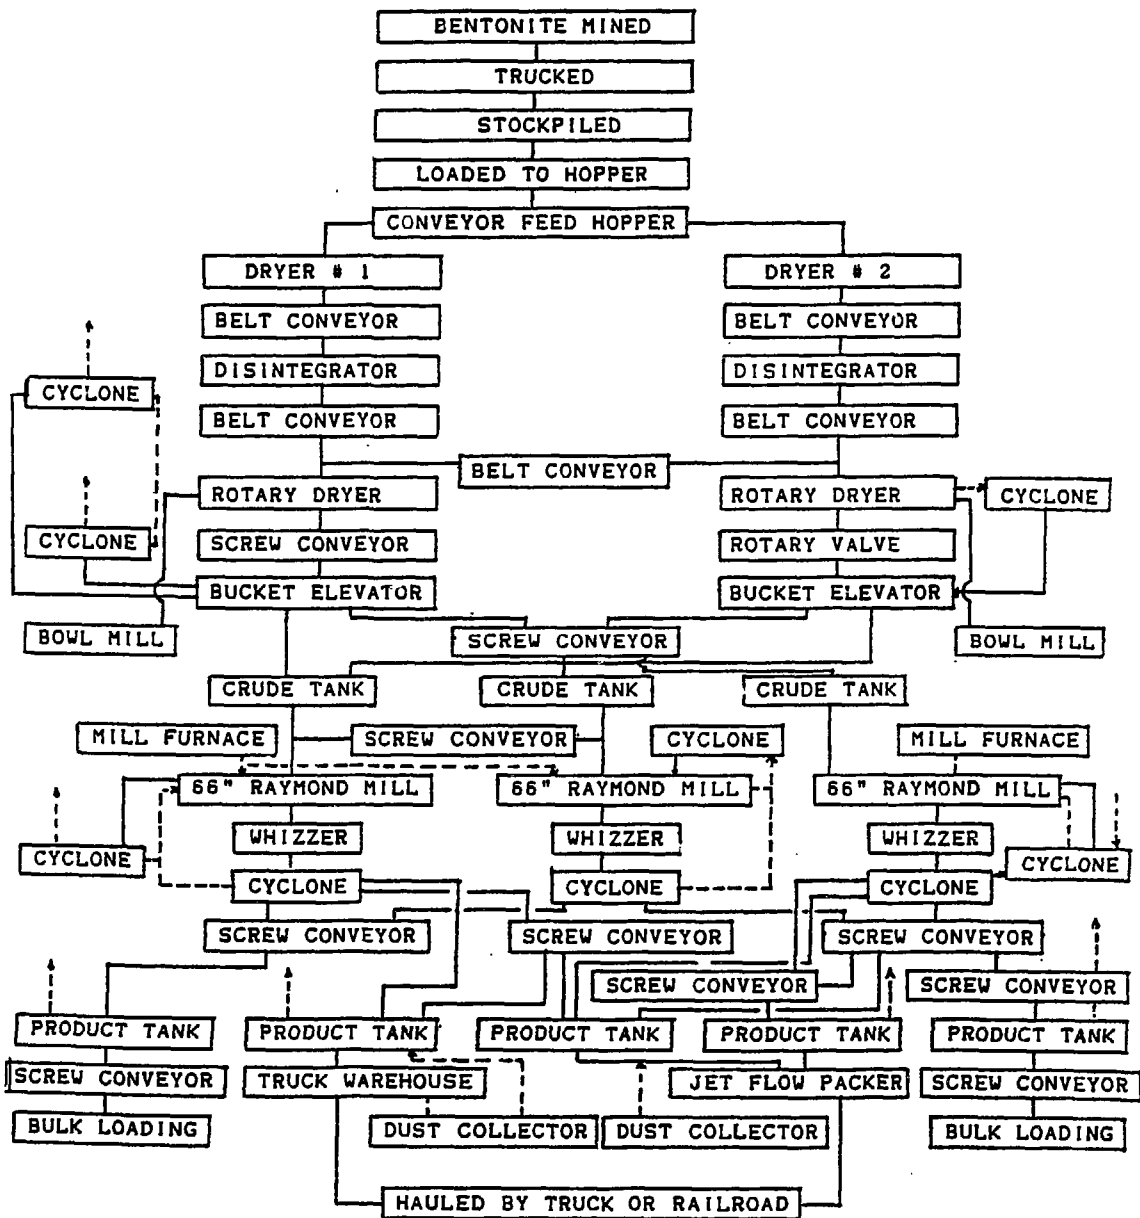 BENTONITE MINED
TRUCKED
STOCKPILED
LOADED TO HOPPER
CONVEYOR FEED HOPPER
DRYER # 1
DRYER # 2
BELT CONVEYOR
BELT CONVEYOR
DISINTEGRATOR
DISINTEGRATOR
CYCLONE
BELT CONVEYOR
BELT CONVEYOR
BELT CONVEYOR
ROTARY DRYER
ROTARY DRYER
CYCLONE
CYCLONE
SCREW CONVEYOR
ROTARY VALVE
BUCKET ELEVATOR
BUCKET ELEVATOR
BOWL MILL
SCREW CONVEYOR
BOWL MILL
CRUDE TANK
CRUDE TANK
CRUDE TANK
MILL FURNACE
SCREW CONVEYOR
CYCLONE
MILL FURNACE
66" RAYMOND MILL
66" RAYMOND MILL
66" RAYMOND MILL
WHIZZER
WHIZZER
WHIZZER
CYCLONE
CYCLONE
CYCLONE
CYCLONE
CYCLONE
SCREW CONVEYOR
SCREW CONVEYOR
SCREW CONVEYOR
SCREW CONVEYOR
SCREW CONVEYOR
PRODUCT TANK
PRODUCT TANK
PRODUCT TANK
PRODUCT TANK
PRODUCT TANK
SCREW CONVEYOR
TRUCK WAREHOUSE
JET FLOW PACKER
SCREW CONVEYOR
BULK LOADING
DUST COLLECTOR
DUST COLLECTOR
BULK LOADING
HAULED BY TRUCK OR RAILROAD